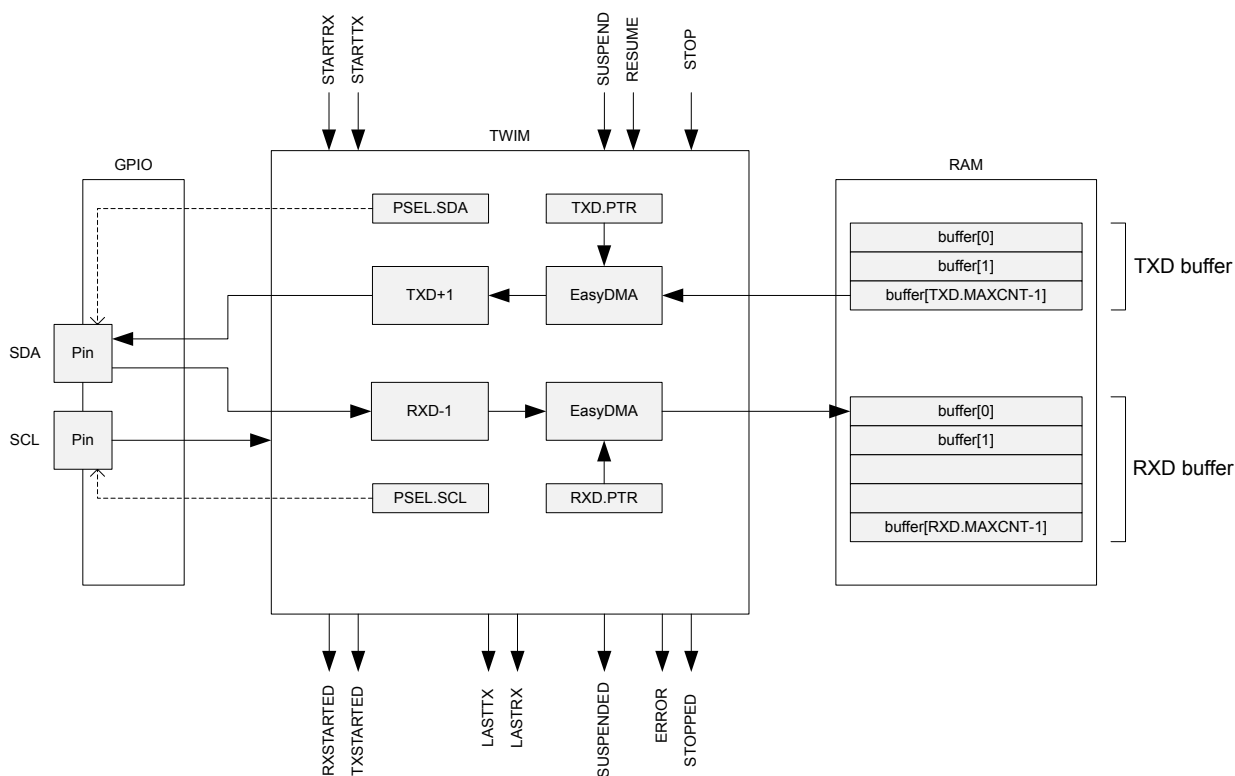 STARTRX
STARTTX
SUSPEND
RESUME
STOP
TWIM
GPIO
RAM
PSEL.SDA
TXD.PTR
buffer[0]
buffer[1]
buffer[TXD.MAXCNT-1]
TXD buffer
TXD+1
EasyDMA
SDA
Pin
RXD-1
EasyDMA
SCL
Pin
buffer[0]
buffer[1]
buffer[RXD.MAXCNT-1]
RXD buffer
PSEL.SCL
RXD.PTR
RXSTARTED
TXSTARTED
LASTTX
LASTRX
SUSPENDED
ERROR
STOPPED